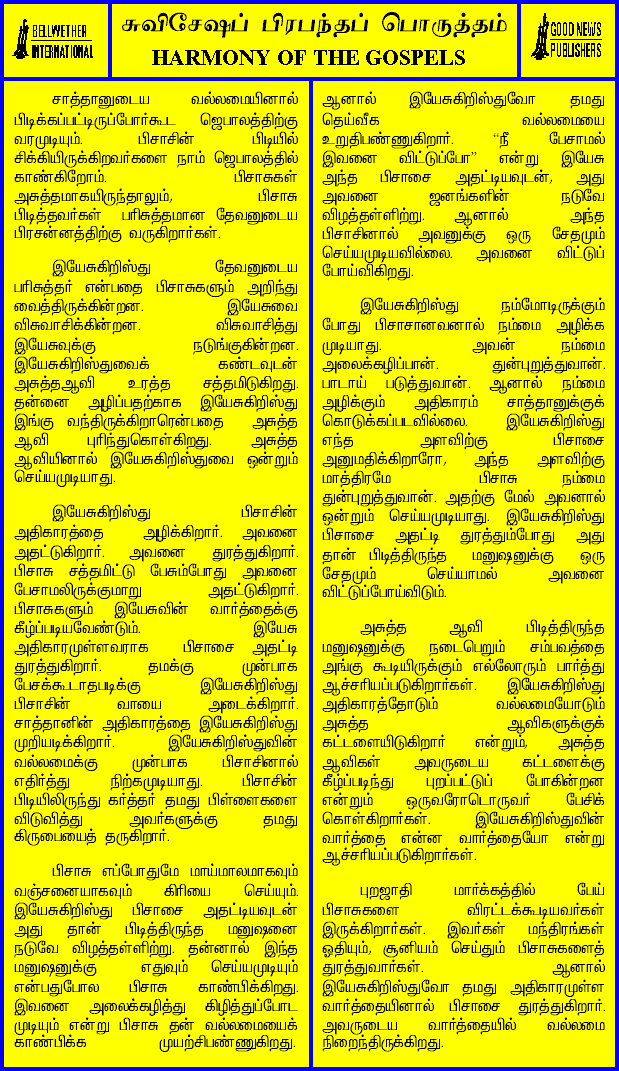 BELLWETHER
INTERNATIONAL
சுவிசேஷப் பிரபந்தப் பொருத்தம்
HARMONY OF THE GOSPELS
GOOD NEWS
PUBLISHERS
சாத்தானுடைய வல்லமையினால்
பிடிக்கப்பட்டிருப்போர்கூட ஜெபாலத்திற்கு
வரமுடியும். பிசாசின் பிடியில்
சிக்கியிருக்கிறவர்களை நாம் ஜெபாலத்தில்
காண்கிறோம். பிசாசுகள்
அசுத்தமாகயிருந்தாலும், பிசாசு
பிடித்தவர்கள் பரிசுத்தமான தேவனுடைய
பிரசன்னத்திற்கு வருகிறார்கள்.
இயேசுகிறிஸ்து தேவனுடைய
பரிசுத்தர் என்பதை பிசாசுகளும் அறிந்து
வைத்திருக்கின்றன. இயேசுவை
விசுவாசிக்கின்றன. விசுவாசித்து
இயேசுவுக்கு நடுங்குகின்றன.
இயேசுகிறிஸ்துவைக் கண்டவுடன்
அசுத்தஆவி உரத்த சத்தமிடுகிறது.
தன்னை அழிப்பதற்காக இயேசுகிறிஸ்து
இங்கு வந்திருக்கிறாரென்பதை அசுத்த
ஆவி புரிந்துகொள்கிறது. அசுத்த
ஆவியினால் இயேசுகிறிஸ்துவை ஒன்றும்
செய்யமுடியாது.
இயேசுகிறிஸ்து பிசாசின்
அதிகாரத்தை அழிக்கிறார். அவனை
அதட்டுகிறார். அவனை துரத்துகிறார்.
பிசாசு சத்தமிட்டு பேசும்போது அவனை
பேசாமலிருக்குமாறு அதட்டுகிறார்.
பிசாசுகளும் இயேசுவின் வார்த்தைக்கு
கீழ்ப்படியவேண்டும். இயேசு
அதிகாரமுள்ளவராக பிசாசை அதட்டி
துரத்துகிறார். தமக்கு முன்பாக
பேசக்கூடாதபடிக்கு இயேசுகிறிஸ்து
பிசாசின் வாயை அடைக்கிறார்.
சாத்தானின் அதிகாரத்தை இயேசுகிறிஸ்து
முறியடிக்கிறார். இயேசுகிறிஸ்துவின்
வல்லமைக்கு முன்பாக பிசாசினால்
எதிர்த்து நிற்கமுடியாது. பிசாசின்
பிடியிலிருந்து கர்த்தர் தமது பிள்ளைகளை
விடுவித்து அவர்களுக்கு தமது
கிருபையைத் தருகிறார்.
பிசாசு எப்போதுமே மாய்மாலமாகவும்
வஞ்சனையாகவும் கிரியை செய்யும்.
இயேசுகிறிஸ்து பிசாசை அதட்டியவுடன்
அது தான் பிடித்திருந்த மனுஷனை
நடுவே விழத்தள்ளிற்று. தன்னால் இந்த
மனுஷனுக்கு எதுவும் செய்யமுடியும்
என்பதுபோல பிசாசு காண்பிக்கிறது.
இவனை அலைக்கழித்து கிழித்துப்போட
முடியும் என்று பிசாசு தன் வல்லமையைக்
காண்பிக்க முயற்சிபண்ணுகிறது.
ஆனால் இயேசுகிறிஸ்துவோ தமது
தெய்வீக வல்லமையை
உறுதிபண்ணுகிறார். “நீ பேசாமல்
இவனை விட்டுப்போ” என்று இயேசு
அந்த பிசாசை அதட்டியவுடன், அது
அவனை ஜனங்களின் நடுவே
விழத்தள்ளிற்று. ஆனால் அந்த
பிசாசினால் அவனுக்கு ஒரு சேதமும்
செய்யமுடியவில்லை. அவனை விட்டுப்
போய்விகிறது.
இயேசுகிறிஸ்து நம்மோடிருக்கும்
போது பிசாசானவனால் நம்மை அழிக்க
முடியாது. அவன் நம்மை
அலைக்கழிப்பான். துன்புறுத்துவான்.
பாடாய் படுத்துவான். ஆனால் நம்மை
அழிக்கும் அதிகாரம் சாத்தானுக்குக்
கொடுக்கப்படவில்லை. இயேசுகிறிஸ்து
எந்த அளவிற்கு பிசாசை
அனுமதிக்கிறாரோ, அந்த அளவிற்கு
மாத்திரமே பிசாசு நம்மை
துன்புறுத்துவான். அதற்கு மேல் அவனால்
ஒன்றும் செய்யமுடியாது. இயேசுகிறிஸ்து
பிசாசை அதட்டி துரத்தும்போது அது
தான் பிடித்திருந்த மனுஷனுக்கு ஒரு
சேதமும் செய்யாமல் அவனை
விட்டுப்போய்விடும்.
அசுத்த ஆவி பிடித்திருந்த
மனுஷனுக்கு நடைபெறும் சம்பவத்தை
அங்கு கூடியிருக்கும் எல்லோரும் பார்த்து
ஆச்சரியப்படுகிறார்கள். இயேசுகிறிஸ்து
அதிகாரத்தோடும் வல்லமையோடும்
அசுத்த ஆவிகளுக்குக்
கட்டளையிடுகிறார் என்றும், அசுத்த
ஆவிகள் அவருடைய கட்டளைக்கு
கீழ்ப்படிந்து புறப்பட்டுப் போகின்றன
என்றும் ஒருவரோடொருவர் பேசிக்
கொள்கிறார்கள். இயேசுகிறிஸ்துவின்
வார்த்தை என்ன வார்த்தையோ என்று
ஆச்சரியப்படுகிறார்கள்.
புறஜாதி மார்க்கத்தில் பேய்
பிசாசுகளை விரட்டக்கூடியவர்கள்
இருக்கிறார்கள். இவர்கள் மந்திரங்கள்
ஓதியும், சூனியம் செய்தும் பிசாசுகளைத்
துரத்துவார்கள். ஆனால்
இயேசுகிறிஸ்துவோ தமது அதிகாரமுள்ள
வார்த்தையினால் பிசாசை துரத்துகிறார்.
அவருடைய வார்த்தையில் வல்லமை
நிறைந்திருக்கிறது.